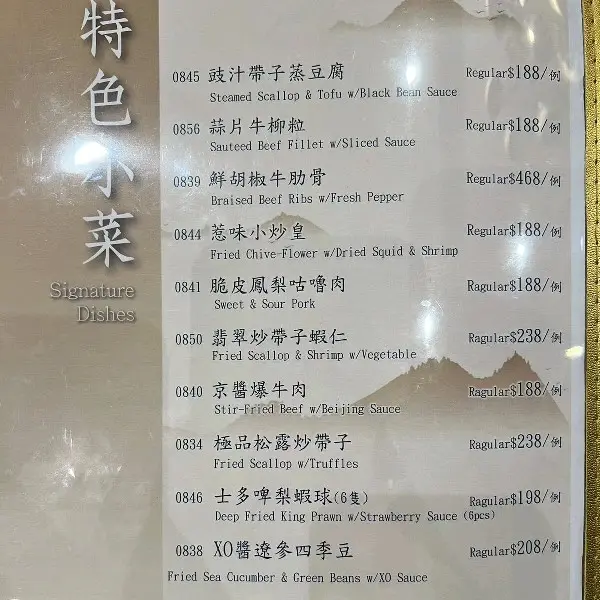 特色小菜
Signature
Dishes
0845 豉汁帶子蒸豆腐 Regular$188/例
Steamed Scallop & Tofu w/Black Bean Sauce
0856 蒜片牛柳粒 Regular$188/例
Sauteed Beef Fillet w/Sliced Sauce
0839 鮮胡椒牛肋骨 Regular$468/例
Braised Beef Ribs w/Fresh Pepper
0844 惹味小炒皇 Regular$188/例
Fried Chive-Flower w/Dried Squid & Shrimp
0841 脆皮鳳梨咕嚕肉 Ragular$188/例
Sweet & Sour Pork
0850 翡翠炒帶子蝦仁 Ragular$238/例
Fried Scallop & Shrimp w/Vegetable
0840 京醬爆牛肉 Ragular$188/例
Stir-Fried Beef w/Beijing Sauce
0834 極品松露炒帶子 Ragular$238/例
Fried Scallop w/Truffles
0846 士多啤梨蝦球(6隻) Ragular$198/例
Deep Fried King Prawn w/Strawberry Sauce (6pcs)
0838 XO醬遼參四季豆 Ragular$208/例
Fried Sea Cucumber & Green Beans w/XO Sauce